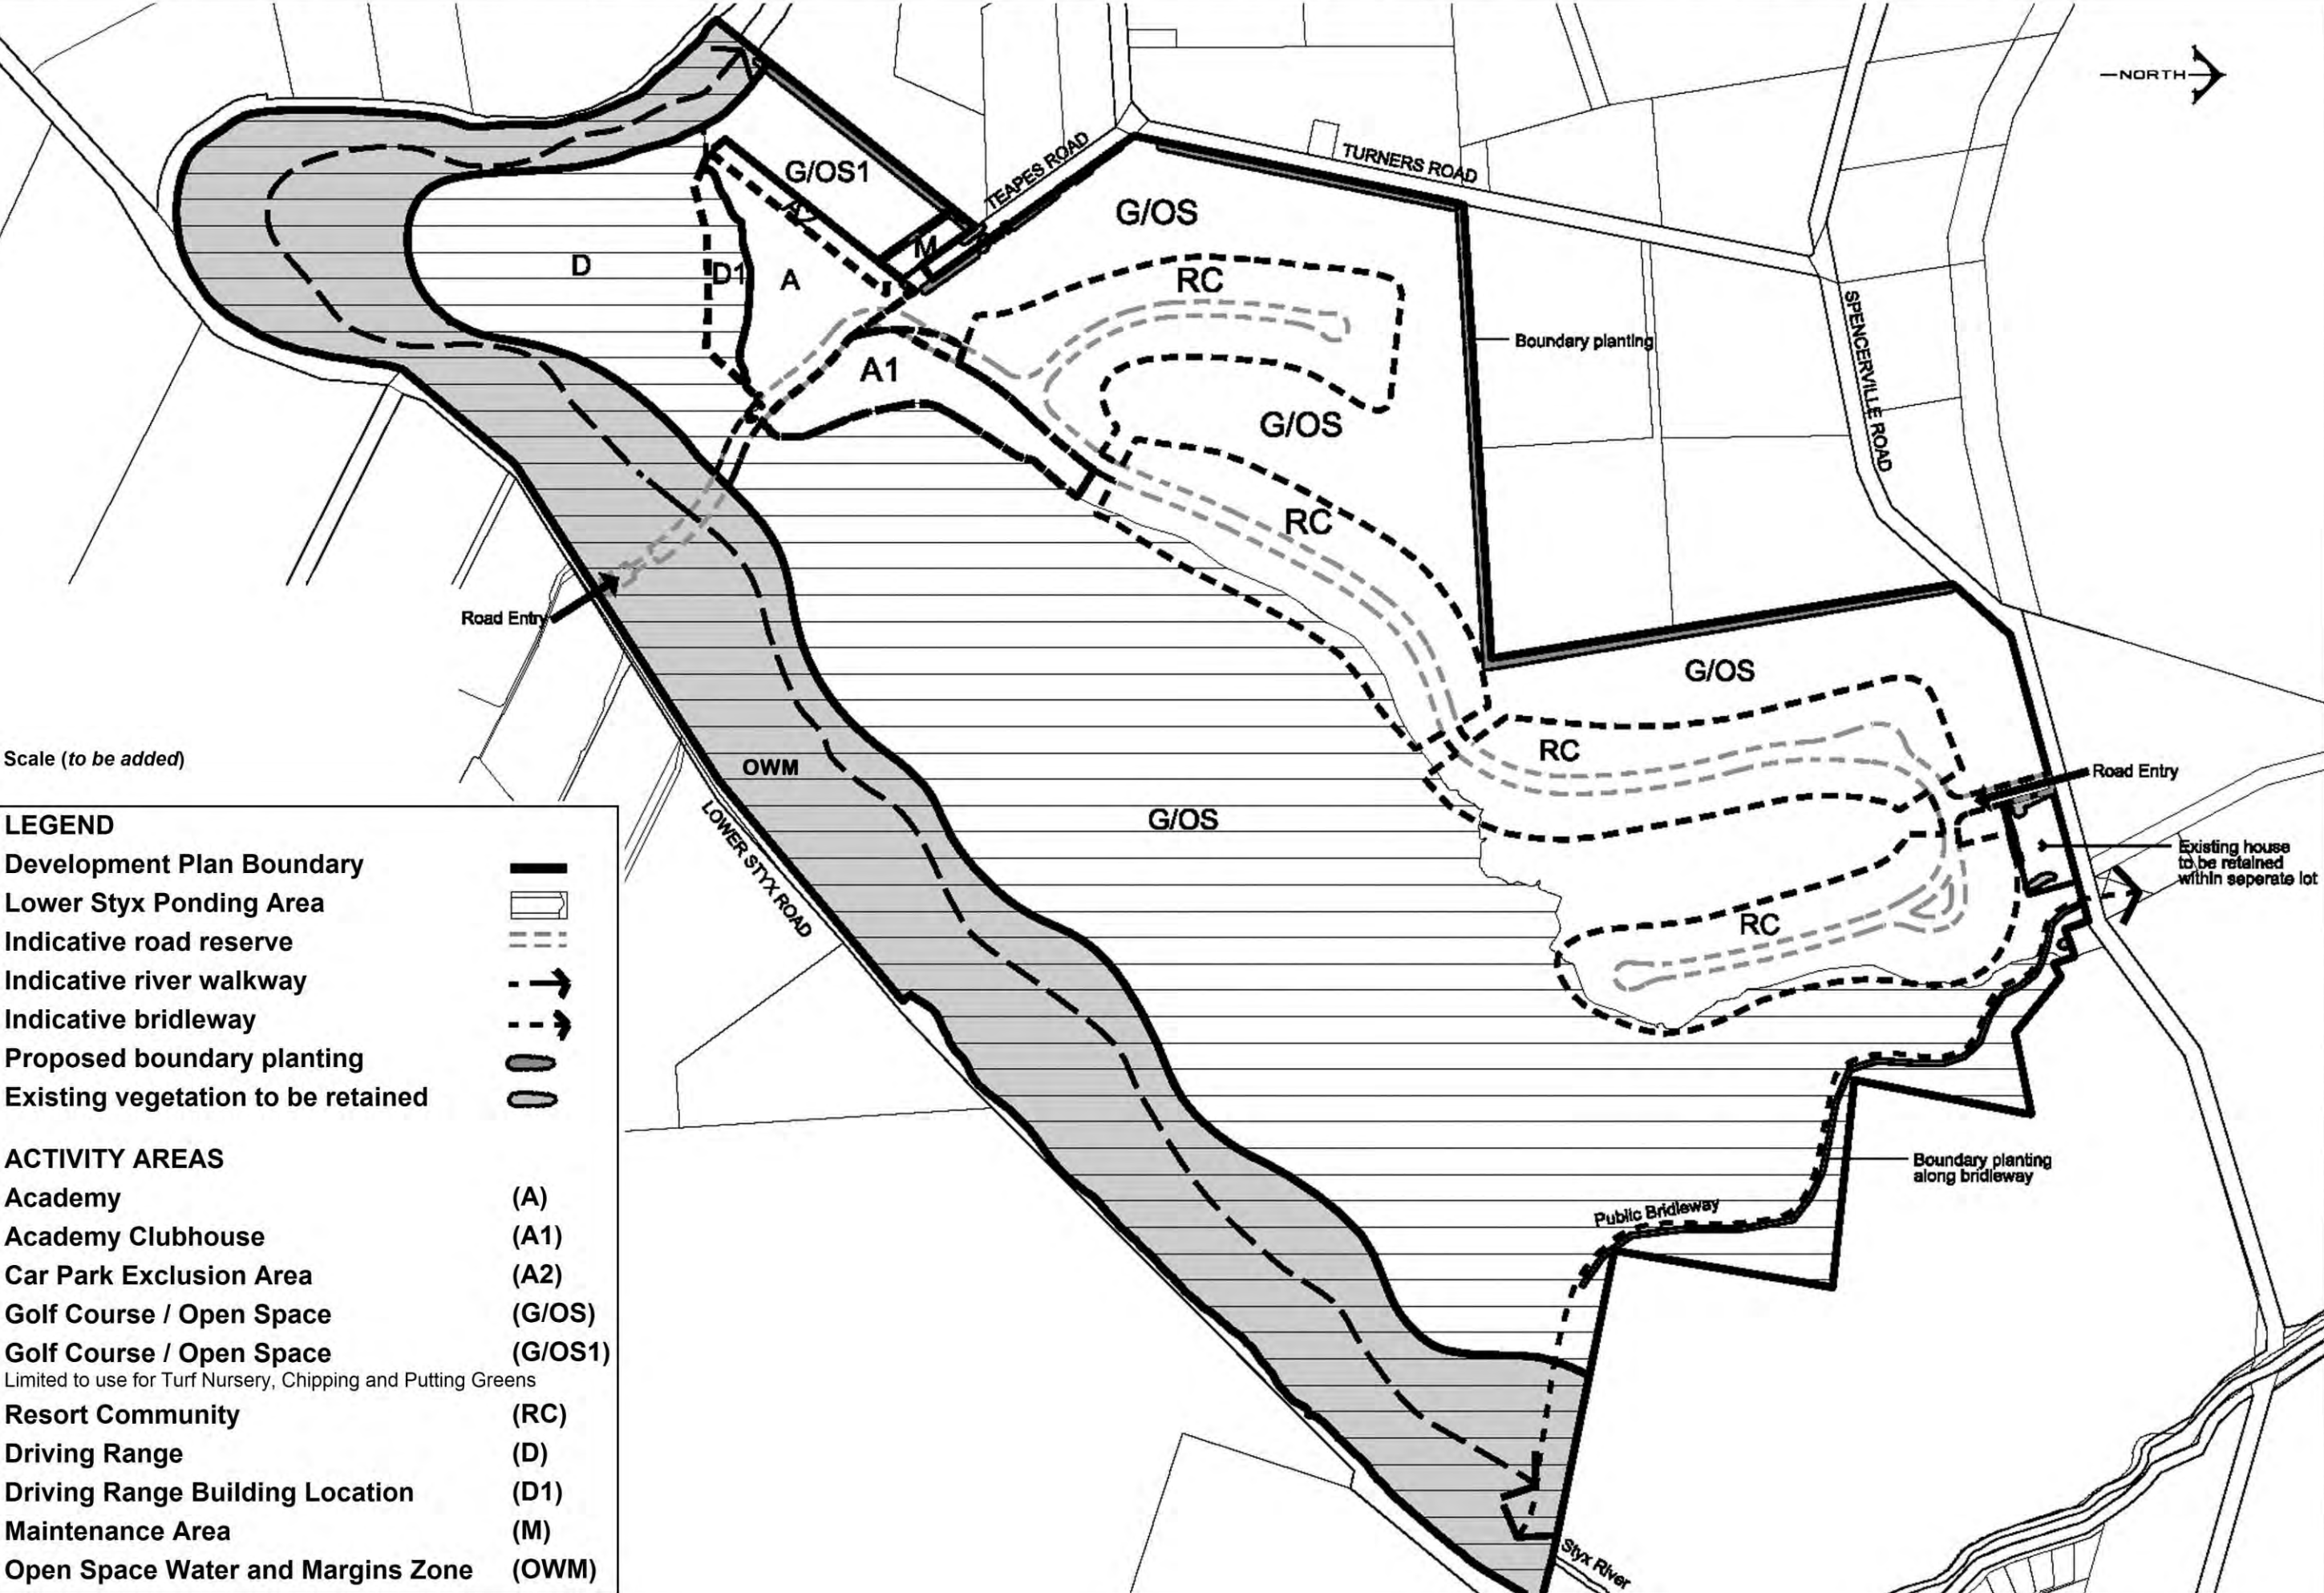 NORTH
TEAPES ROAD
TURNERS ROAD
G/OS1
G/OS
A2
M
RC
D
D1
A
SPENCERVILLE ROAD
Boundary planting
A1
G/OS
RC
Road Entry
G/OS
Scale (to be added)
OWM
RC
Road Entry
LOWER STYX ROAD
G/OS
Existing house
to be retained
within seperate lot
RC
Boundary planting
along bridleway
Public Bridleway
Styx River
LEGEND
Development Plan Boundary
Lower Styx Ponding Area
Indicative road reserve
Indicative river walkway
Indicative bridleway
Proposed boundary planting
Existing vegetation to be retained
ACTIVITY AREAS
Academy (A)
Academy Clubhouse (A1)
Car Park Exclusion Area (A2)
Golf Course / Open Space (G/OS)
Golf Course / Open Space (G/OS1)
Limited to use for Turf Nursery, Chipping and Putting Greens
Resort Community (RC)
Driving Range (D)
Driving Range Building Location (D1)
Maintenance Area (M)
Open Space Water and Margins Zone (OWM)